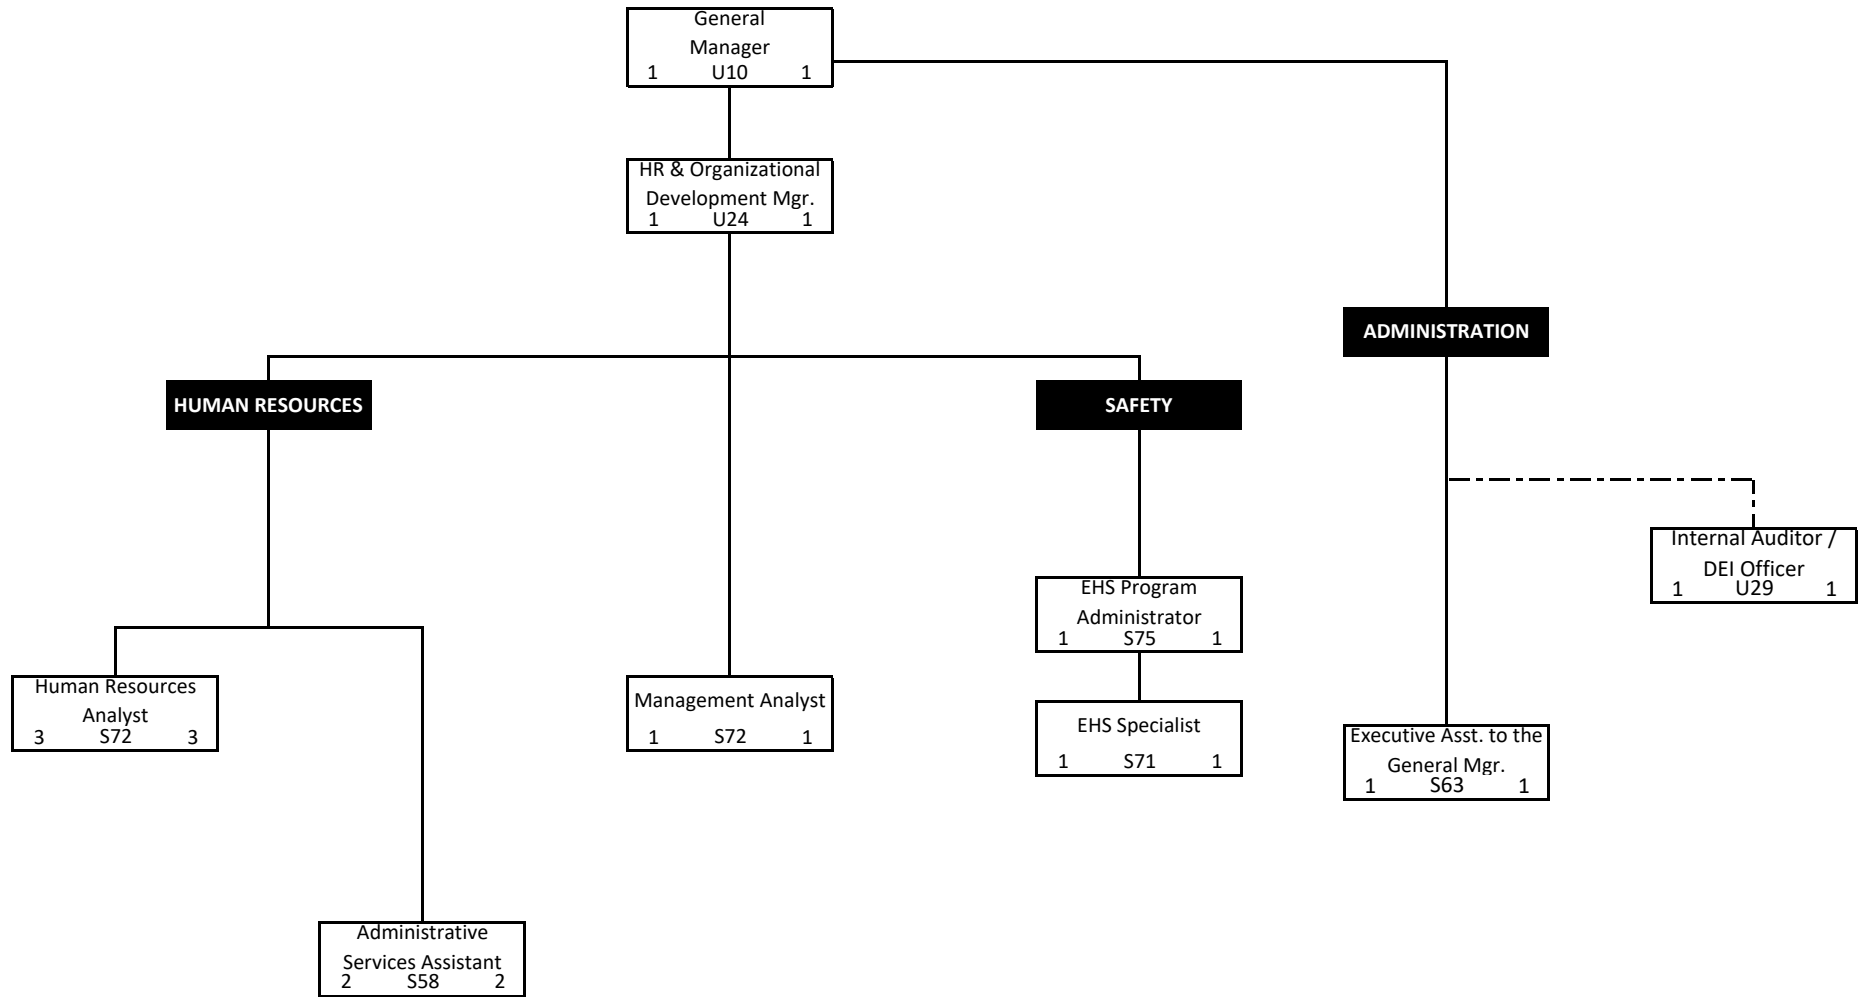 General
Manager
1 U10 1
HR & Organizational
Development Mgr.
1 U24 1
ADMINISTRATION
HUMAN RESOURCES
SAFETY
Internal Auditor /
DEI Officer
1 U29 1
EHS Program
Administrator
1 S75 1
Human Resources
Analyst
3 S72 3
Management Analyst
1 S72 1
EHS Specialist
1 S71 1
Executive Asst. to the
General Mgr.
1 S63 1
Administrative
Services Assistant
2 S58 2